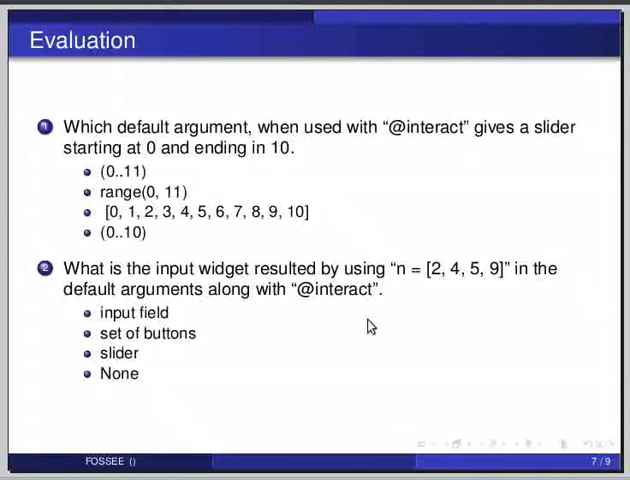 Evaluation
1 Which default argument, when used with “@interact” gives a slider
starting at 0 and ending in 10.
(0..11)
range(0, 11)
[0, 1, 2, 3, 4, 5, 6, 7, 8, 9, 10]
(0..10)
2 What is the input widget resulted by using “n = [2, 4, 5, 9]” in the
default arguments along with “@interact”.
input field
set of buttons
slider
None
FOSSEE ()
7 / 9